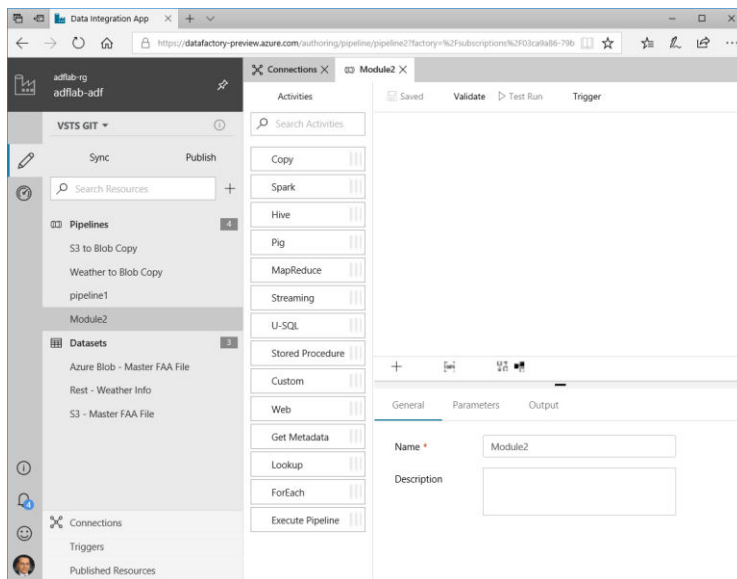 Data Integration App
https://datafactory-preview.azure.com/authoring/pipeline/pipeline2?factory=%2Fsubscriptions%2F03ca9a86-79b
adflab-rg
adflab-adf
VSTS GIT
Sync Publish
Search Resources
Pipelines 4
S3 to Blob Copy
Weather to Blob Copy
pipeline1
Module2
Datasets 3
Azure Blob - Master FAA File
Rest - Weather Info
S3 - Master FAA File
4
Connections
Triggers
Published Resources
Connections Module2
Activities
Search Activities
Copy
Spark
Hive
Pig
MapReduce
Streaming
U-SQL
Stored Procedure
Custom
Web
Get Metadata
Lookup
ForEach
Execute Pipeline
Saved Validate Test Run Trigger
General Parameters Output
Name * Module2
Description